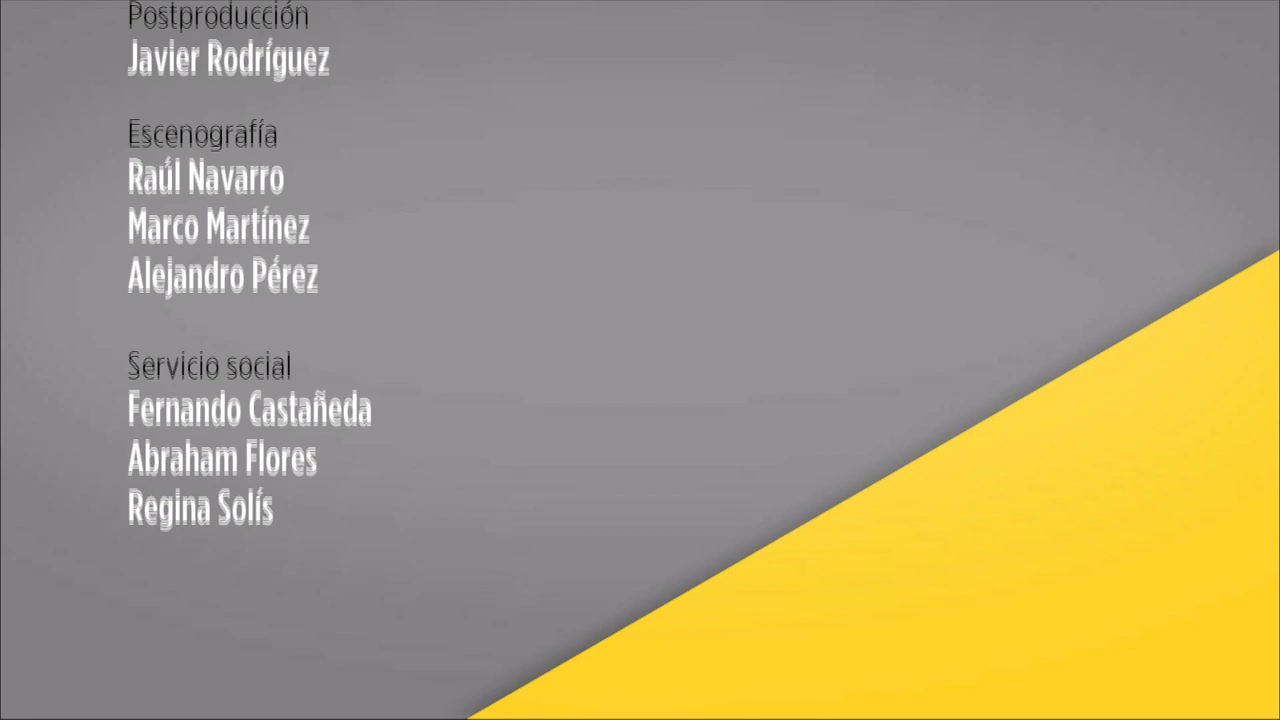 Postproducción
Javier Rodríguez
Escenografía
Raúl Navarro
Marco Martínez
Alejandro Pérez
Servicio social
Fernando Castañeda
Abraham Flores
Regina Solís